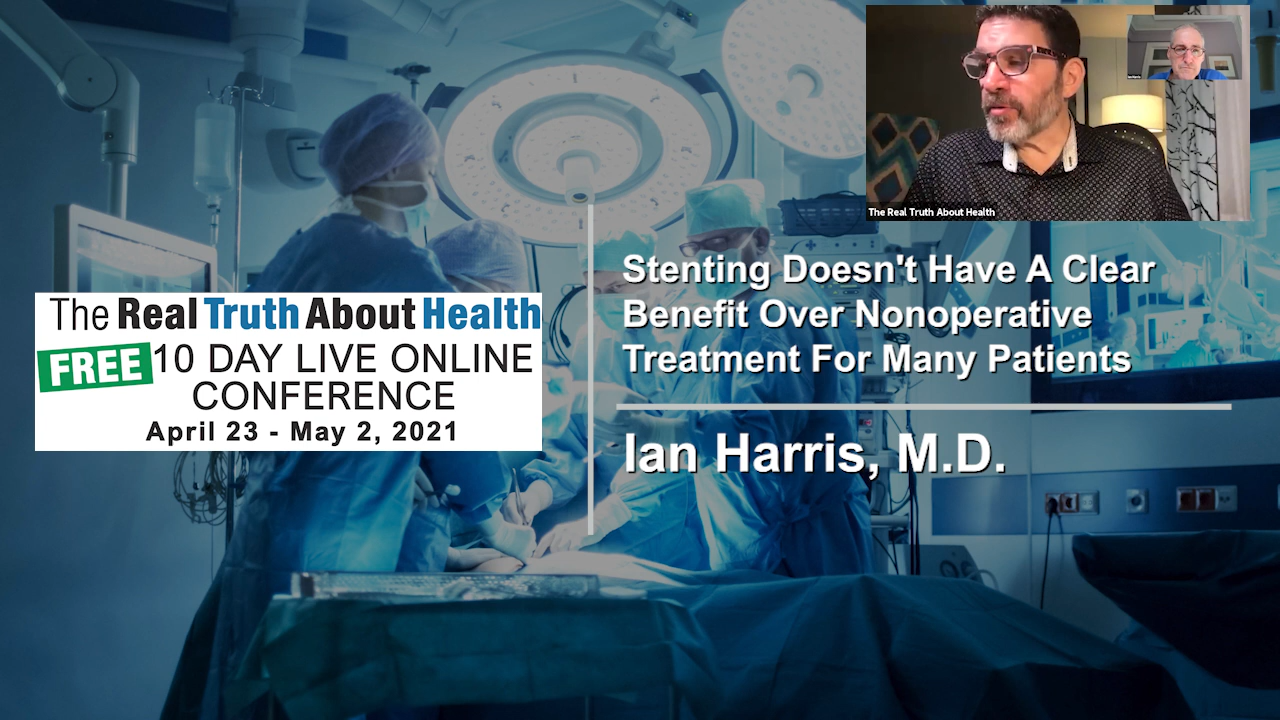 The Real Truth About Health
The Real Truth About Health
FREE 10 DAY LIVE ONLINE
CONFERENCE
April 23 - May 2, 2021
Stenting Doesn't Have A Clear
Benefit Over Nonoperative
Treatment For Many Patients
Ian Harris, M.D.